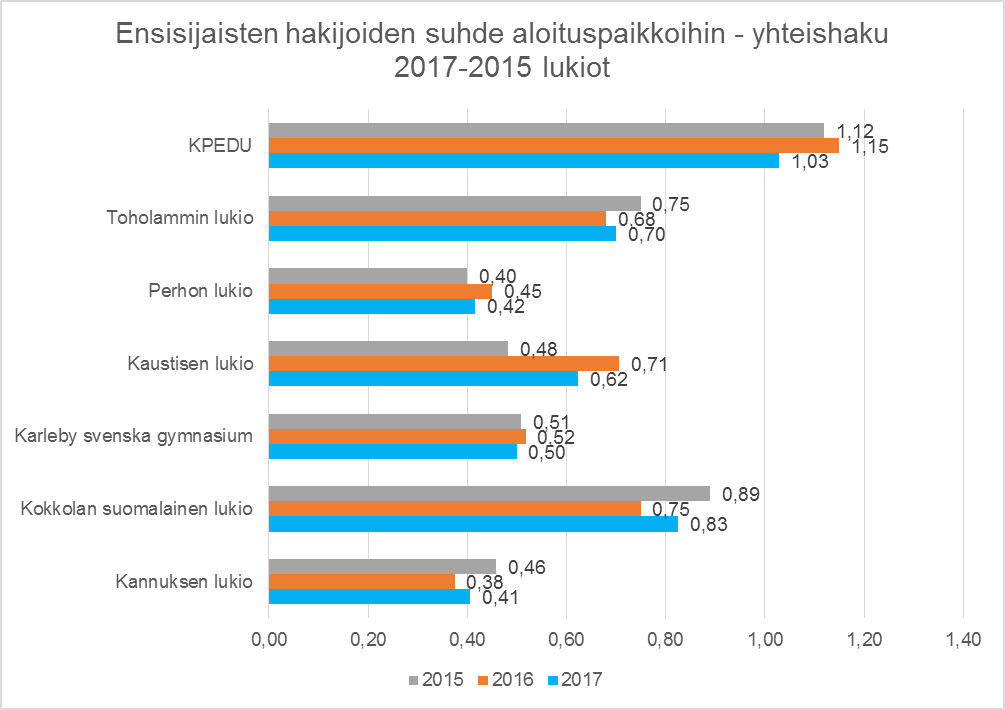 Ensisijaisten hakijoiden suhde aloituspaikkoihin - yhteishaku
2017-2015 lukiot
KPEDU
1,12
1,15
1,03
Toholammin lukio
0,75
0,68
0,70
Perhon lukio
0,40
0,45
0,42
Kaustisen lukio
0,48
0,71
0,62
Karleby svenska gymnasium
0,51
0,52
0,50
Kokkolan suomalainen lukio
0,89
0,75
0,83
Kannuksen lukio
0,46
0,38
0,41
0,00 0,20 0,40 0,60 0,80 1,00 1,20 1,40
2015 2016 2017